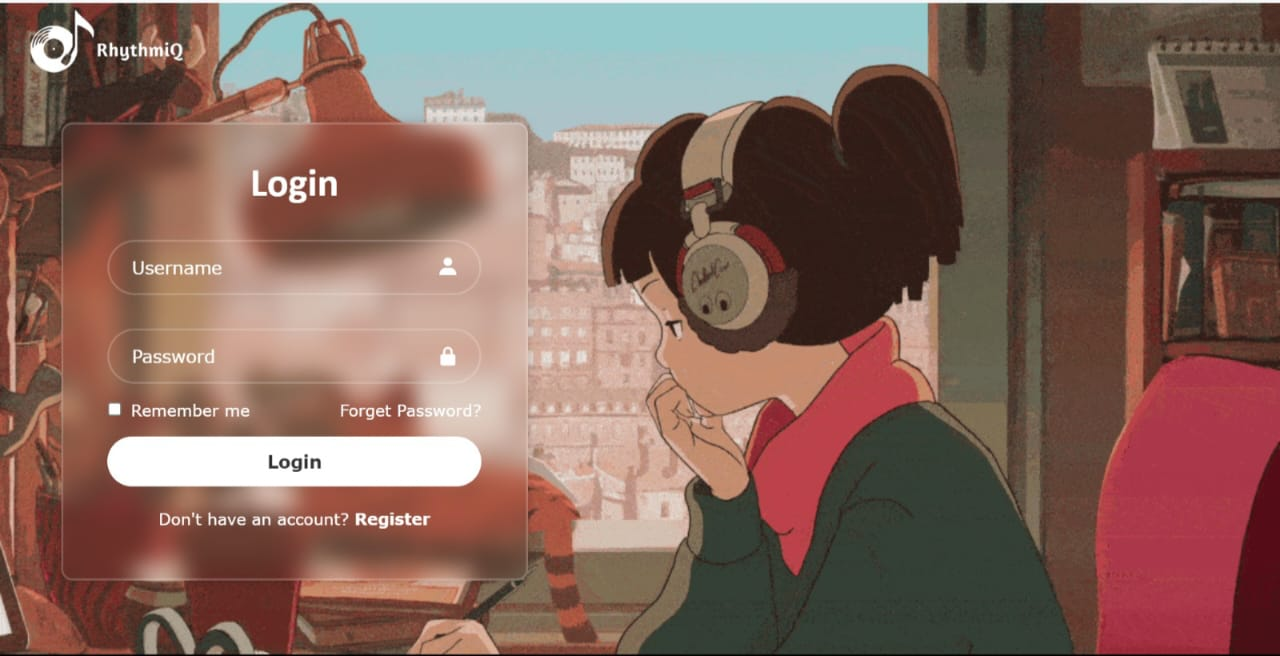 RhythmiQ
Login
Username
Password
Remember me Forget Password?
Login
Don't have an account? Register